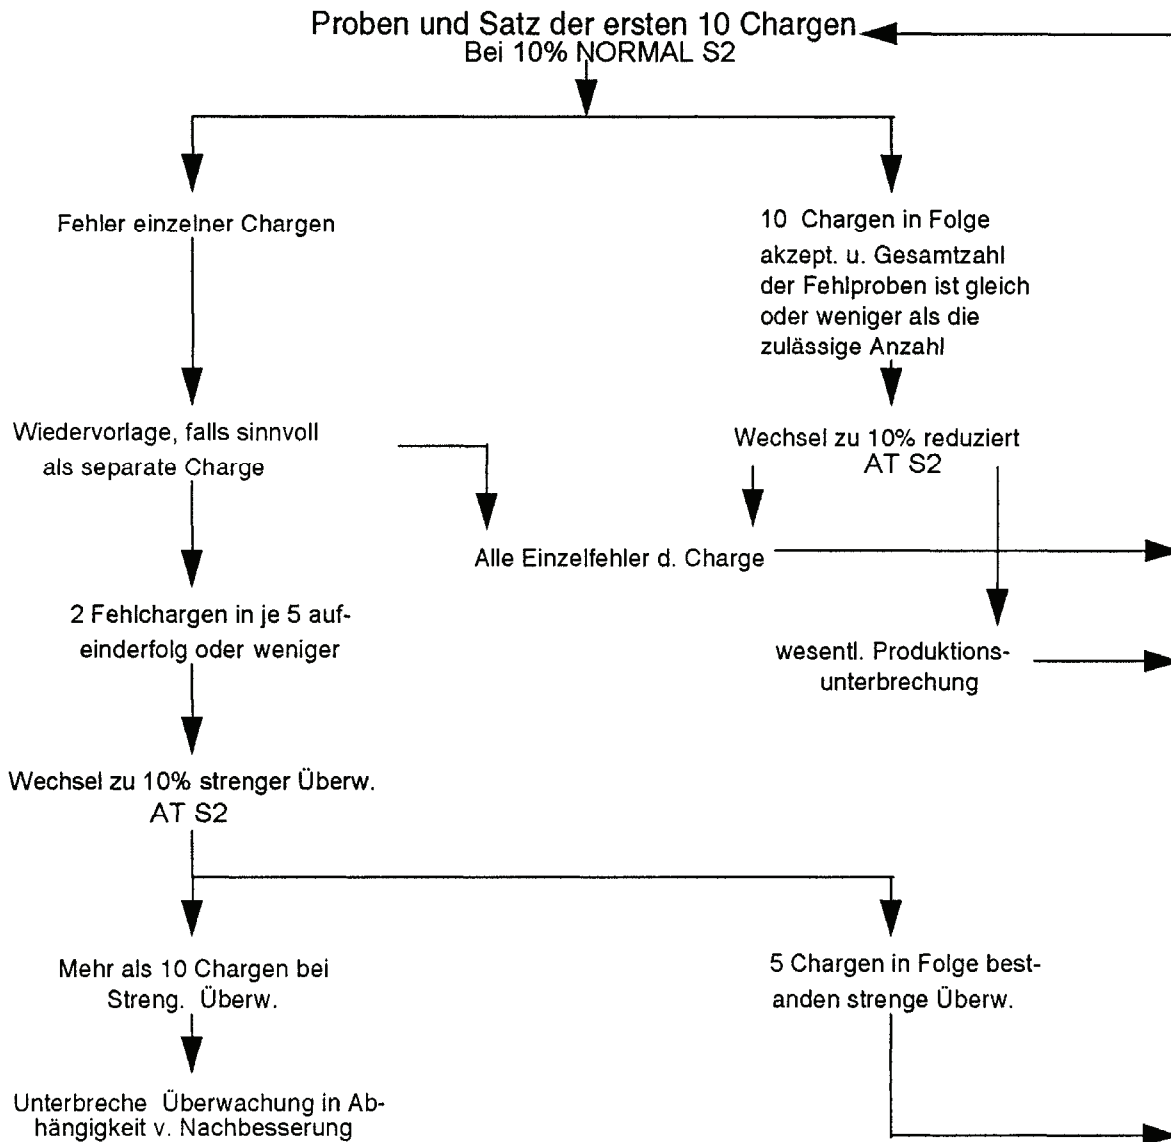 Proben und Satz der ersten 10 Chargen
Bei 10% NORMAL S2
Fehler einzelner Chargen
10 Chargen in Folge
akzept. u. Gesamtzahl
der Fehlproben ist gleich
oder weniger als die
zulässige Anzahl
Wiedervorlage, falls sinnvoll
als separate Charge
Wechsel zu 10% reduziert
AT S2
Alle Einzelfehler d. Charge
2 Fehlchargen in je 5 auf-
einderfolg oder weniger
wesentl. Produktions-
unterbrechung
Wechsel zu 10% strenger Überw.
AT S2
Mehr als 10 Chargen bei
Streng. Überw.
5 Chargen in Folge best-
anden strenge Überw.
Unterbreche Überwachung in Ab-
hängigkeit v. Nachbesserung